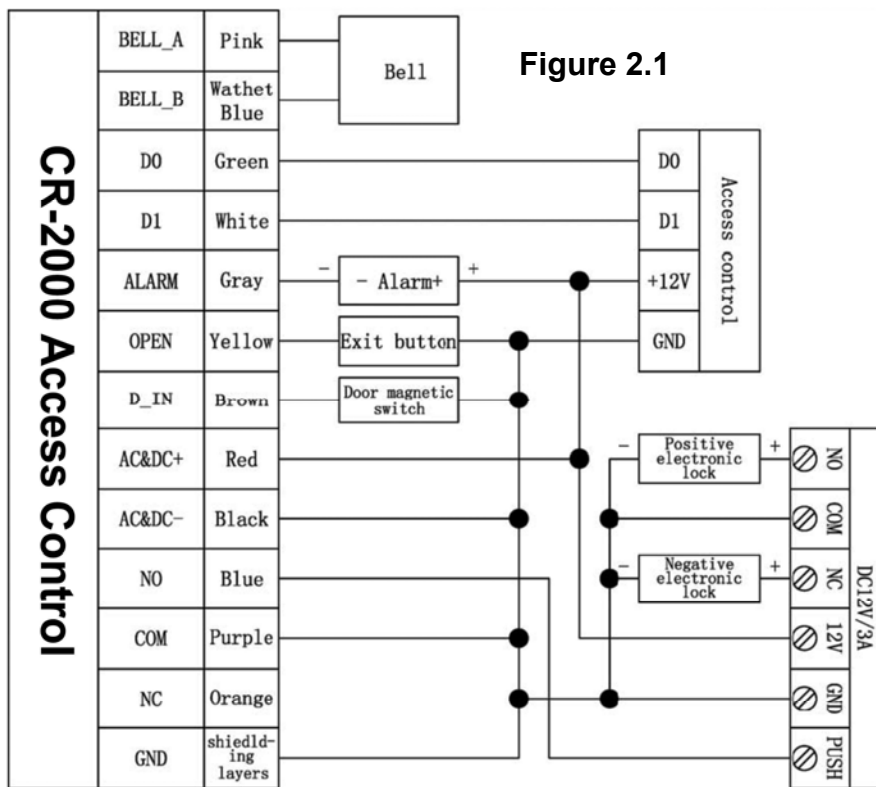 Figure 2.1
CR-2000 Access Control
BELL_A Pink
BELL_B Wathet
Blue
D0 Green
D1 White
ALARM Gray
OPEN Yellow
D_IN Brown
AC&DC+ Red
AC&DC- Black
NO Blue
COM Purple
NC Orange
GND shiedld-
ing
layers
Bell
- - Alarm+ +
Exit button
Door magnetic
switch
D0
D1
+12V
GND
Access control
- Positive +
electronic
lock
- Negative +
electronic
lock
NO
COM
NC
12V
GND
PUSH
DC12V/3A